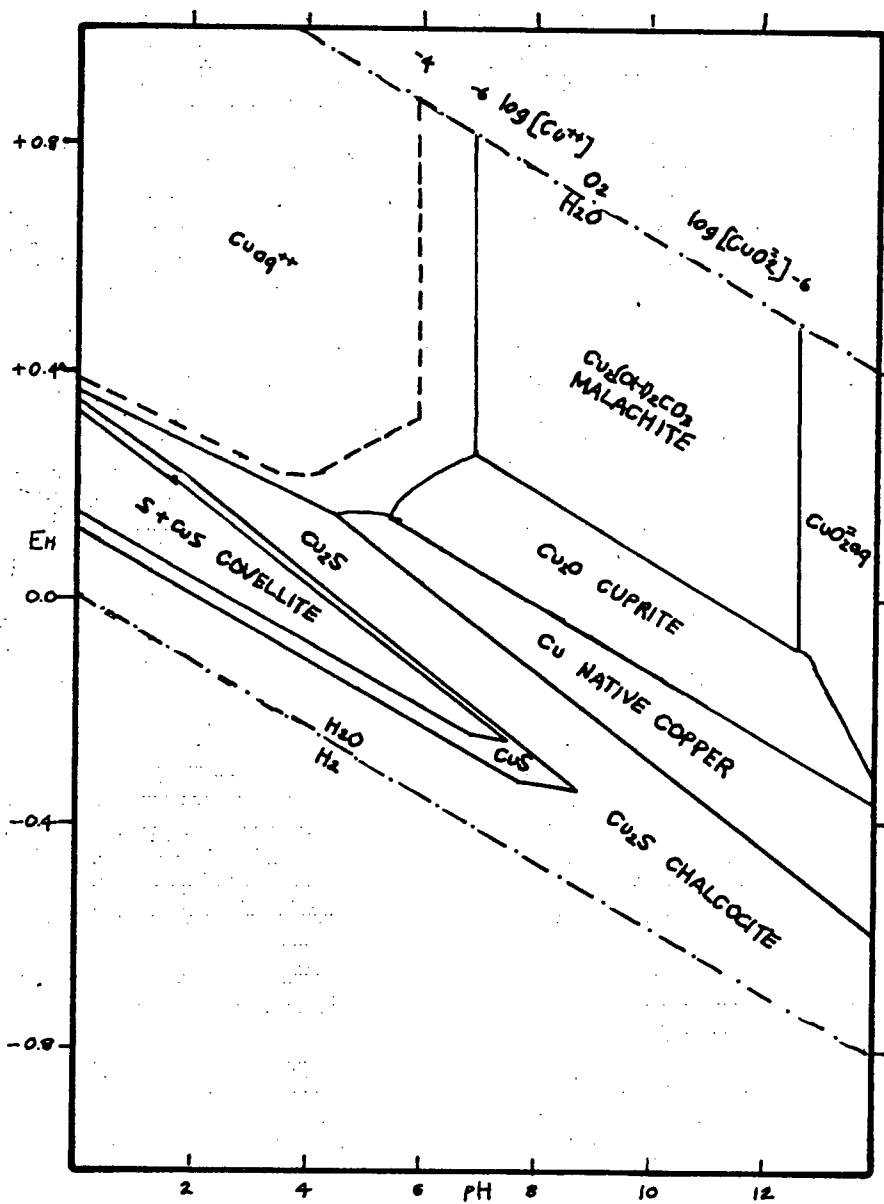 -4
-6 log[Cu++]
O2
H2O
log[CuO2=] -6
+0.8
Cuaq++
+0.4
Cu2(OH)2CO3
MALACHITE
CuO2=aq
EH
S + CuS COVELLITE
Cu2S
Cu2O CUPRITE
0.0
Cu NATIVE COPPER
H2O
H2
CuS
-0.4
Cu2S CHALCOCITE
-0.8
2 4 6 pH 8 10 12